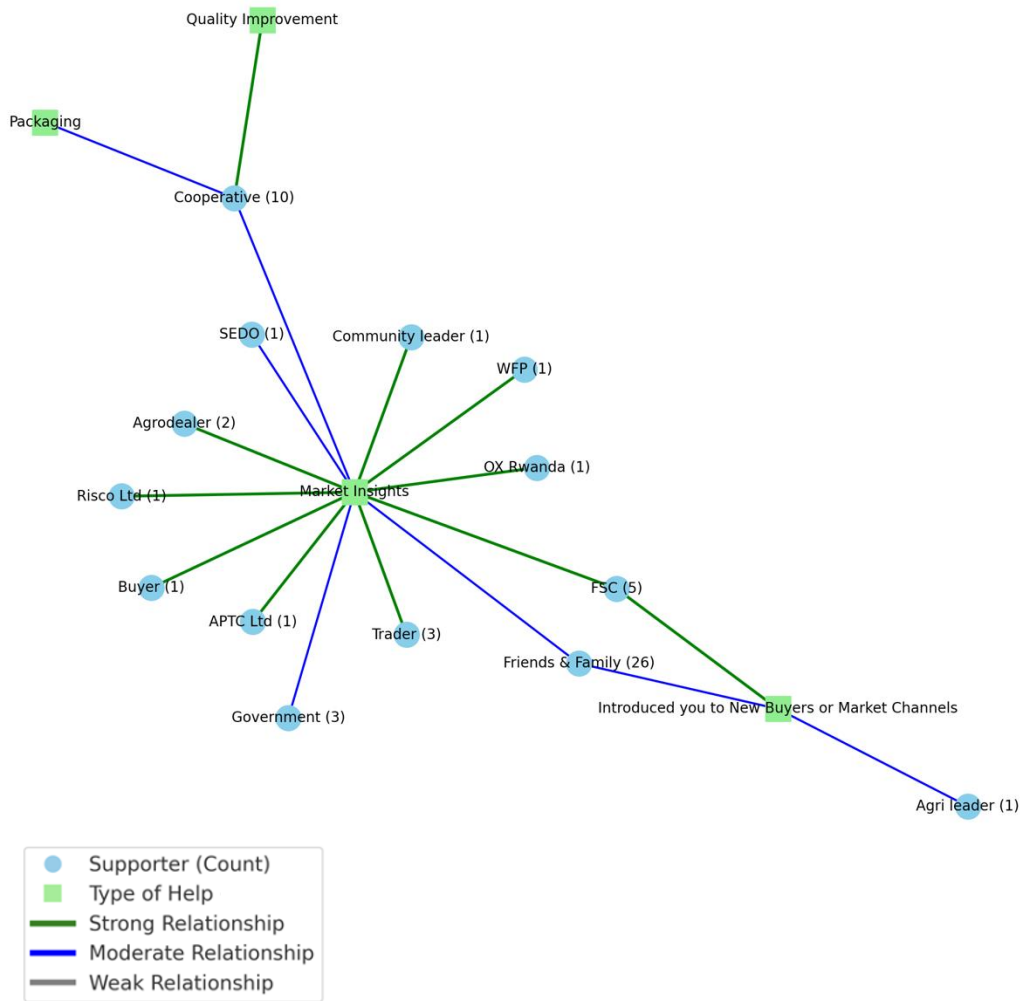 Quality Improvement
Packaging
Cooperative (10)
SEDO (1)
Community leader (1)
WFP (1)
Agrodealer (2)
OX Rwanda (1)
Risco Ltd (1)
Market Insights
Buyer (1)
FSC (5)
APTC Ltd (1)
Trader (3)
Friends & Family (26)
Introduced you to New Buyers or Market Channels
Government (3)
Agri leader (1)
Supporter (Count)
Type of Help
Strong Relationship
Moderate Relationship
Weak Relationship